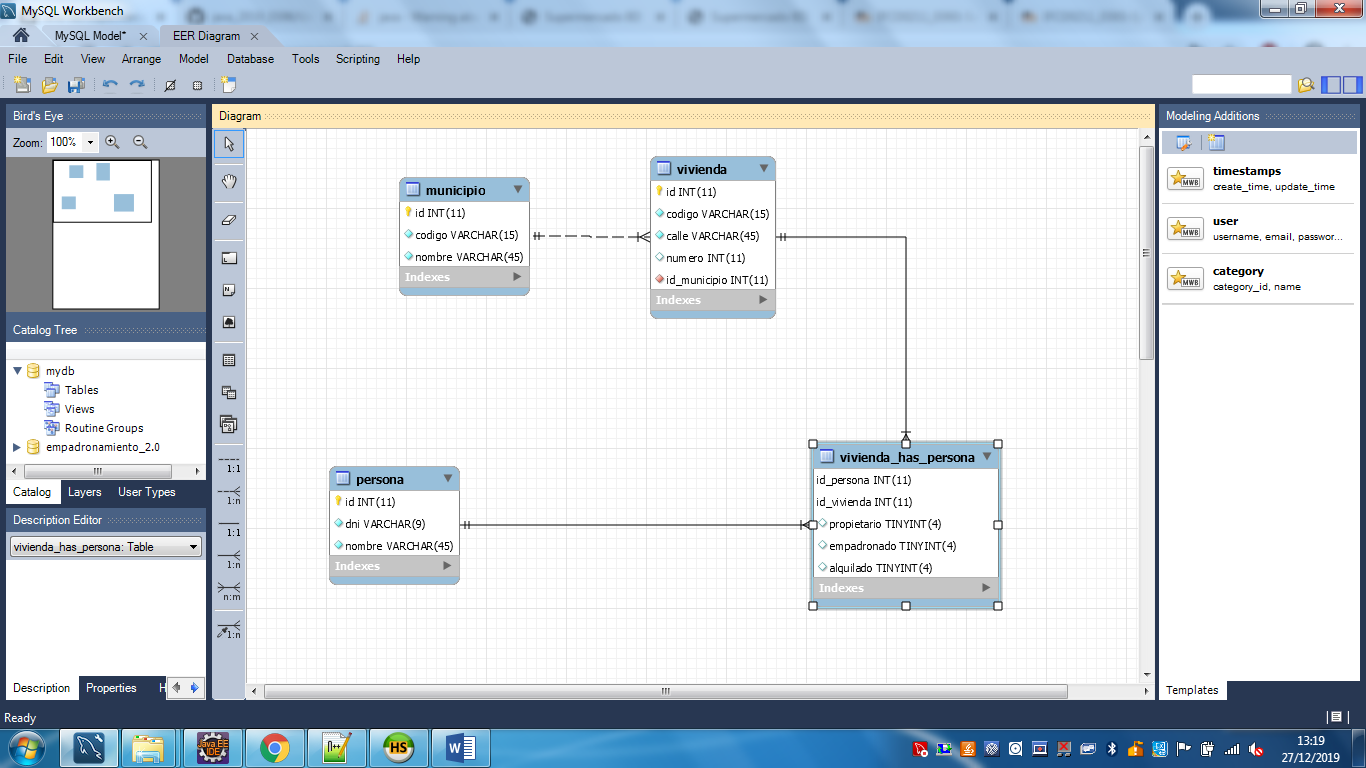 MySQL Workbench
MySQL Model*
EER Diagram
File Edit View Arrange Model Database Tools Scripting Help
Bird's Eye
Zoom: 100%
Catalog Tree
mydb
Tables
Views
Routine Groups
empadronamiento_2.0
Catalog Layers User Types
Description Editor
vivienda_has_persona: Table
Description Properties H
Ready
Diagram
1:1
1:n
1:1
1:n
n:m
1:n
municipio
id INT(11)
codigo VARCHAR(15)
nombre VARCHAR(45)
Indexes
vivienda
id INT(11)
codigo VARCHAR(15)
calle VARCHAR(45)
numero INT(11)
id_municipio INT(11)
Indexes
persona
id INT(11)
dni VARCHAR(9)
nombre VARCHAR(45)
Indexes
vivienda_has_persona
id_persona INT(11)
id_vivienda INT(11)
propietario TINYINT(4)
empadronado TINYINT(4)
alquilado TINYINT(4)
Indexes
Modeling Additions
MWB
timestamps
create_time, update_time
MWB
user
username, email, passwor...
MWB
category
category_id, name
Templates
Java EE
IDE
HS
W
13:19
27/12/2019